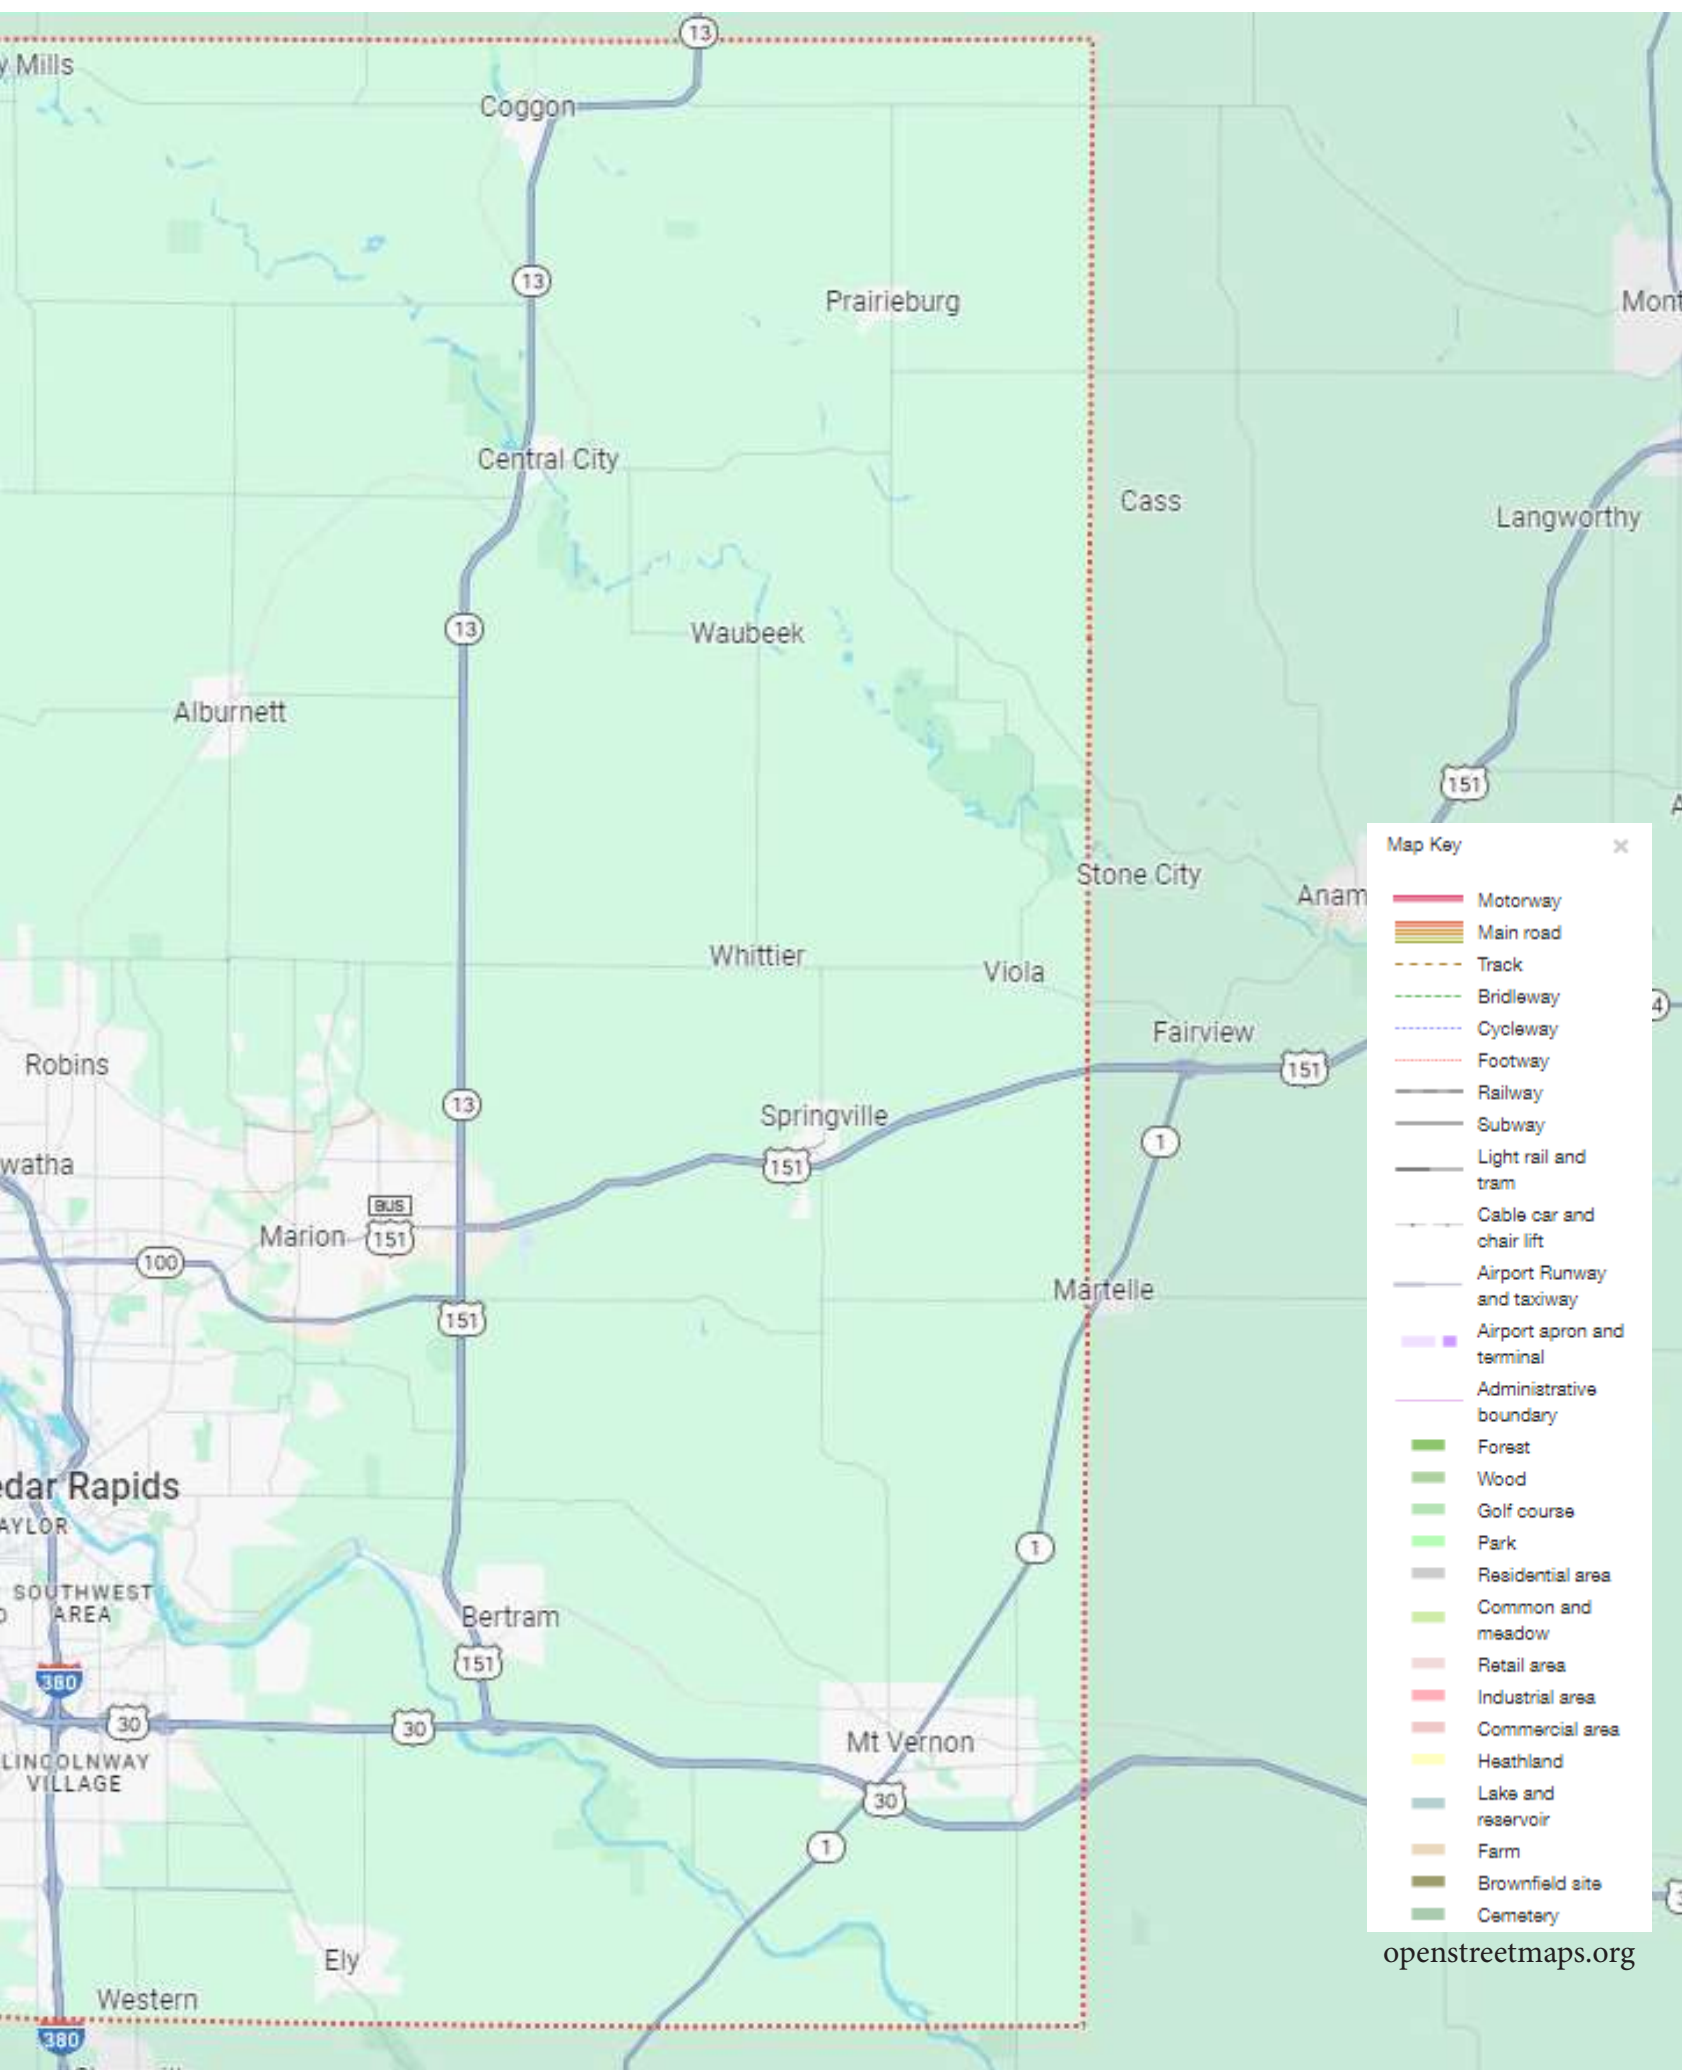 13
y Mills
Coggon
13
Prairieburg
Mont
Central City
Cass
Langworthy
13
Waubeek
Alburnett
151
Stone City
Anam
Whittier
Viola
4
Fairview
Robins
151
13
Springville
1
watha
151
BUS
Marion
151
100
Martelle
151
edar Rapids
AYLOR
1
SOUTHWEST
AREA
Bertram
151
380
30
30
Mt Vernon
LINCOLNWAY
VILLAGE
30
1
Ely
Western
380
Map Key
Motorway
Main road
Track
Bridleway
Cycleway
Footway
Railway
Subway
Light rail and
tram
Cable car and
chair lift
Airport Runway
and taxiway
Airport apron and
terminal
Administrative
boundary
Forest
Wood
Golf course
Park
Residential area
Common and
meadow
Retail area
Industrial area
Commercial area
Heathland
Lake and
reservoir
Farm
Brownfield site
Cemetery
openstreetmaps.org